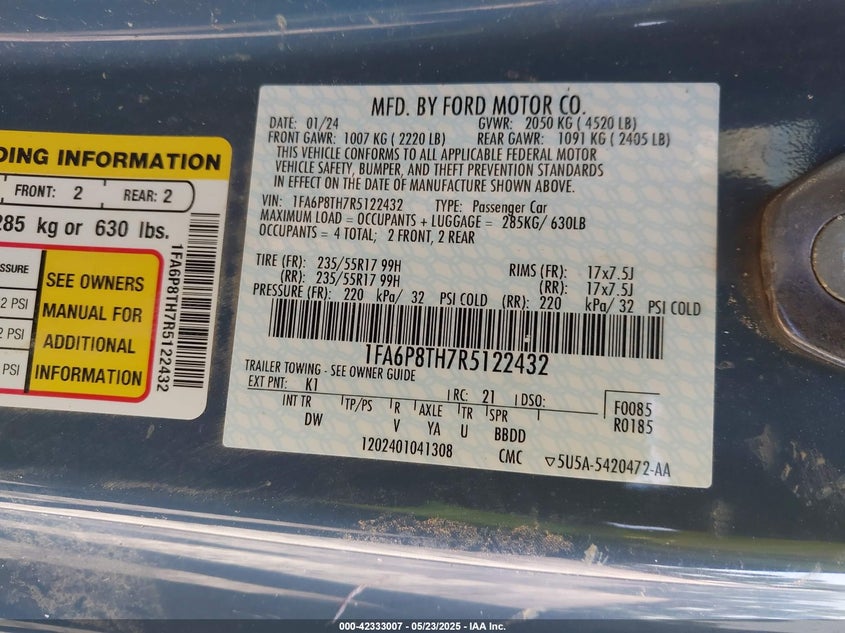 DING INFORMATION
FRONT: 2 REAR: 2
285 kg or 630 lbs.
SSURE
2 PSI
2 PSI
PSI
SEE OWNERS
MANUAL FOR
ADDITIONAL
INFORMATION
1FA6P8TH7R5122432
MFD. BY FORD MOTOR CO.
DATE: 01/24 GVWR: 2050 KG ( 4520 LB)
FRONT GAWR: 1007 KG ( 2220 LB) REAR GAWR: 1091 KG ( 2405 LB)
THIS VEHICLE CONFORMS TO ALL APPLICABLE FEDERAL MOTOR
VEHICLE SAFETY, BUMPER, AND THEFT PREVENTION STANDARDS
IN EFFECT ON THE DATE OF MANUFACTURE SHOWN ABOVE.
VIN: 1FA6P8TH7R5122432 TYPE: Passenger Car
MAXIMUM LOAD = OCCUPANTS + LUGGAGE = 285KG/ 630LB
OCCUPANTS = 4 TOTAL; 2 FRONT, 2 REAR
TIRE (FR): 235/55R17 99H RIMS (FR): 17x7.5J
(RR): 235/55R17 99H (RR): 17x7.5J
PRESSURE (FR): 220 kPa/ 32 PSI COLD (RR): 220 kPa/ 32 PSI COLD
1FA6P8TH7R5122432
TRAILER TOWING - SEE OWNER GUIDE
EXT PNT: K1 RC: 21 DSO: F0085
INT TR TP/PS R AXLE TR SPR R0185
DW V YA U BBDD
1202401041308 CMC ▽5U5A-5420472-AA
000-42333007 - 05/23/2025 - IAA Inc.